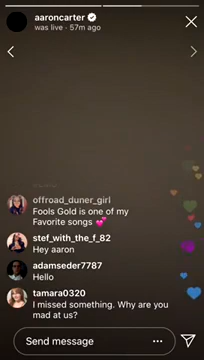 aaroncarter
was live · 57m ago
offroad_duner_girl
Fools Gold is one of my
Favorite songs 💕
stef_with_the_f_82
Hey aaron
adamseder7787
Hello
tamara0320
I missed something. Why are you
mad at us?
Send message